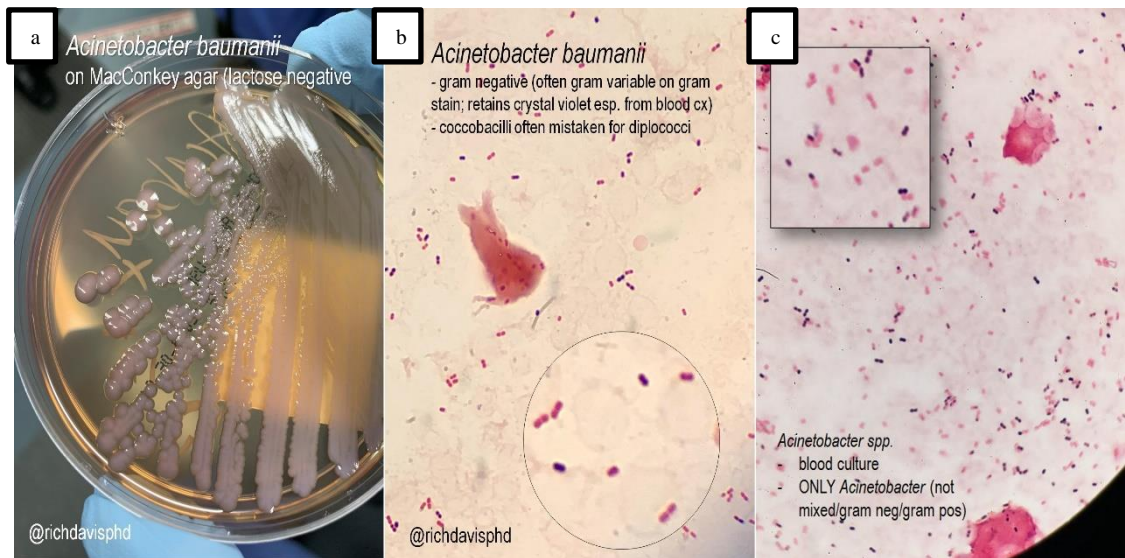 a
Acinetobacter baumanii
on MacConkey agar (lactose negative
@richdavisphd
b
Acinetobacter baumanii
- gram negative (often gram variable on gram
stain; retains crystal violet esp. from blood cx)
- coccobacilli often mistaken for diplococci
@richdavisphd
c
Acinetobacter spp.
- blood culture
- ONLY Acinetobacter (not
mixed/gram neg/gram pos)